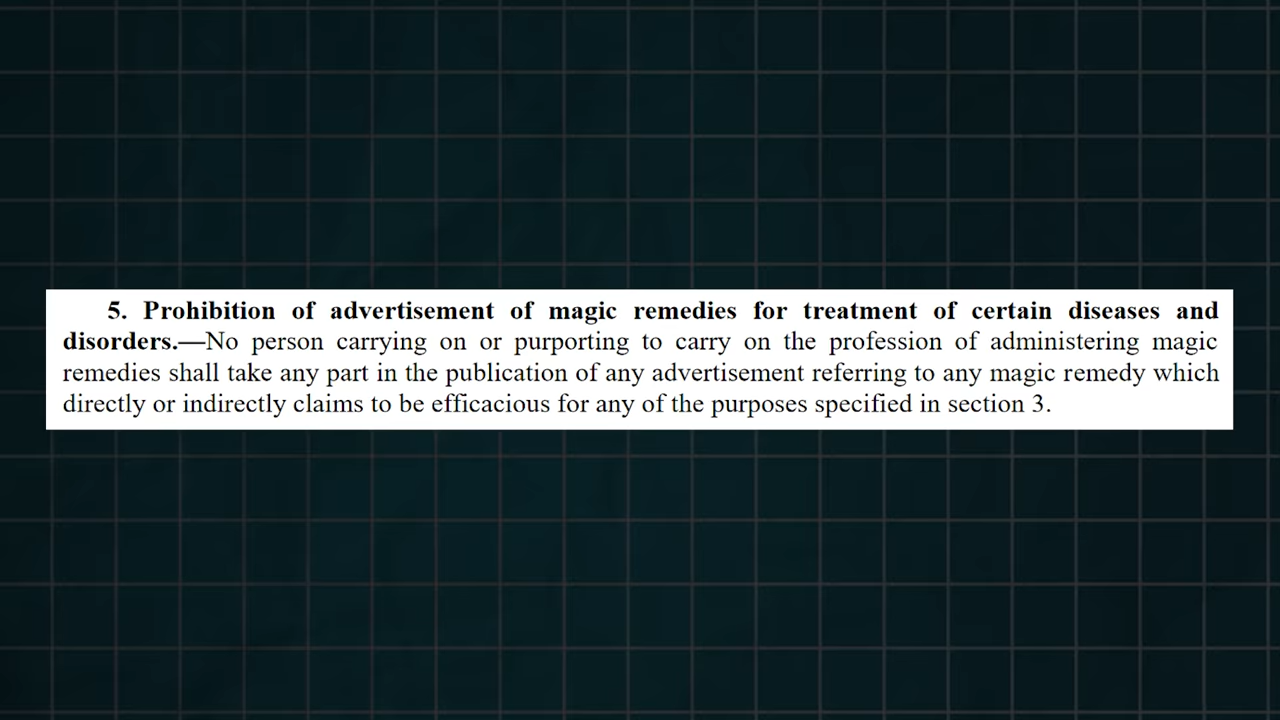 5. Prohibition of advertisement of magic remedies for treatment of certain diseases and
disorders.—No person carrying on or purporting to carry on the profession of administering magic
remedies shall take any part in the publication of any advertisement referring to any magic remedy which
directly or indirectly claims to be efficacious for any of the purposes specified in section 3.